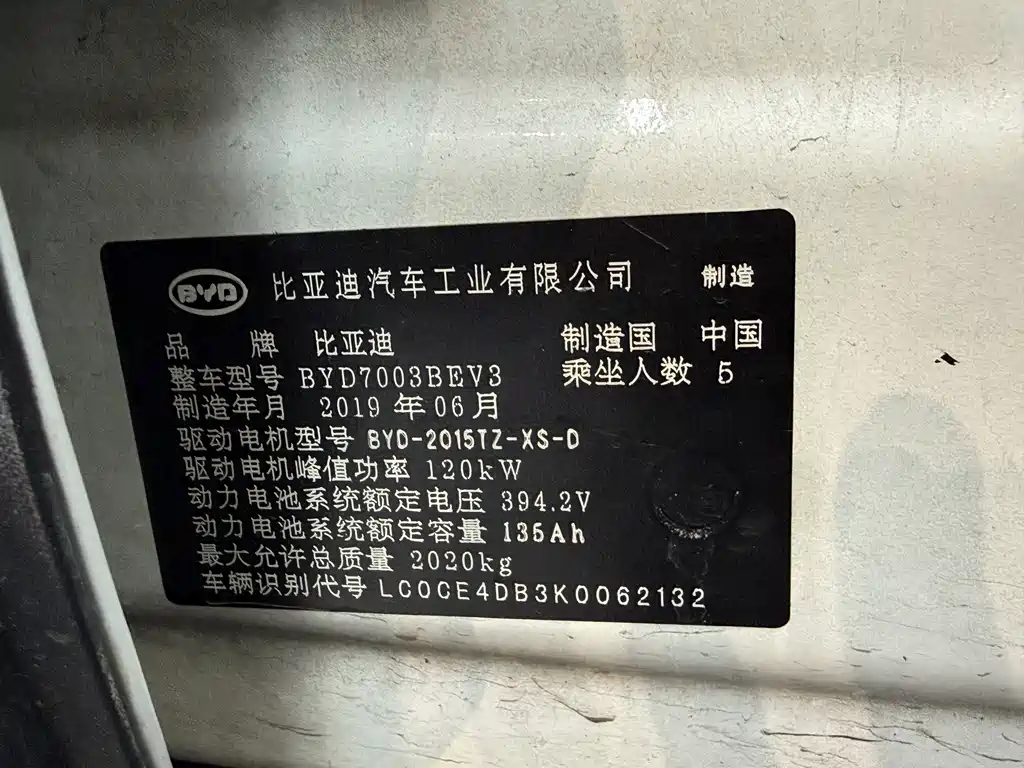 BYD 比亚迪汽车工业有限公司 制造
品 牌 比亚迪 制造国 中国
整车型号 BYD7003BEV3 乘坐人数 5
制造年月 2019 年 06 月
驱动电机型号 BYD-2015TZ-XS-D
驱动电机峰值功率 120kW
动力电池系统额定电压 394.2V
动力电池系统额定容量 135Ah
最大允许总质量 2020kg
车辆识别代号 LC0CE4DB3K0062132